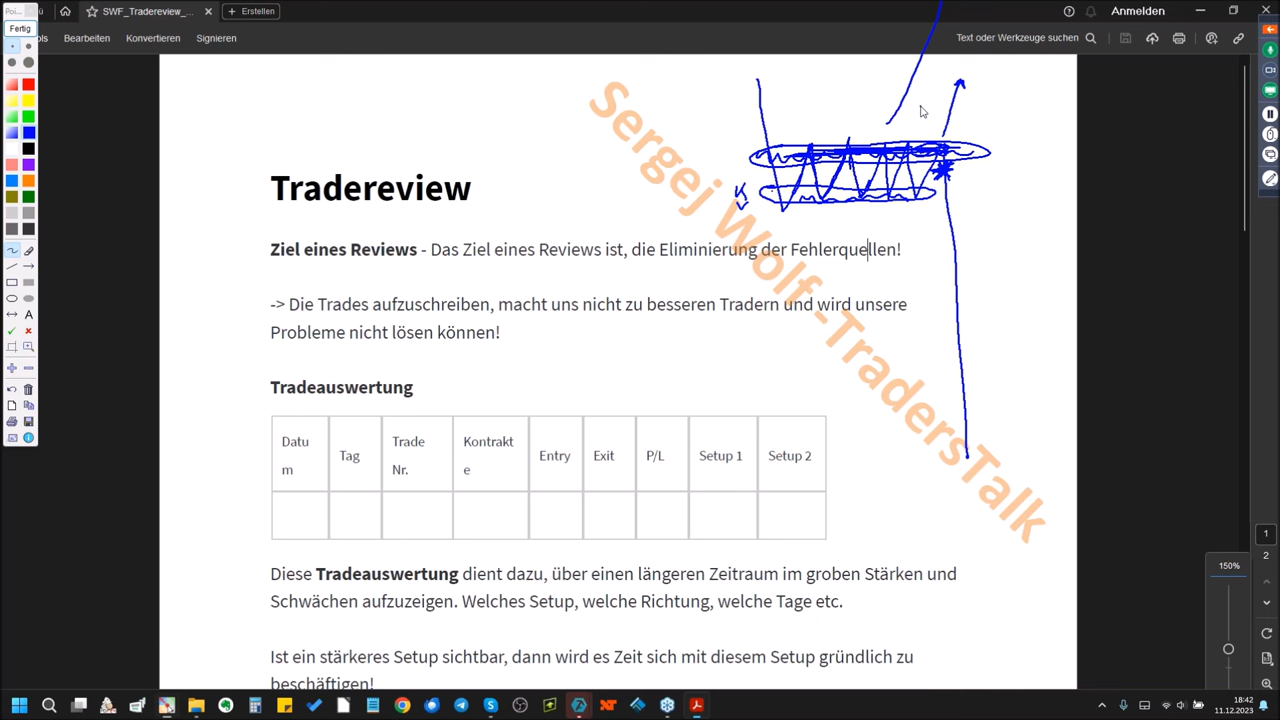 Fertig
SWF_Tradereview_...
Erstellen
Anmelden
Bearbeiten
Konvertieren
Signieren
Text oder Werkzeuge suchen
Sergej Wolf -TradersTalk
K
Tradereview
Ziel eines Reviews - Das Ziel eines Reviews ist, die Eliminierung der Fehlerquellen!
-> Die Trades aufzuschreiben, macht uns nicht zu besseren Tradern und wird unsere
Probleme nicht lösen können!
Tradeauswertung
Datu
m
Tag
Trade
Nr.
Kontrakt
e
Entry
Exit
P/L
Setup 1
Setup 2
Diese Tradeauswertung dient dazu, über einen längeren Zeitraum im groben Stärken und
Schwächen aufzuzeigen. Welches Setup, welche Richtung, welche Tage etc.
Ist ein stärkeres Setup sichtbar, dann wird es Zeit sich mit diesem Setup gründlich zu
beschäftigen!
1
2
150%
18:42
11.12.2023